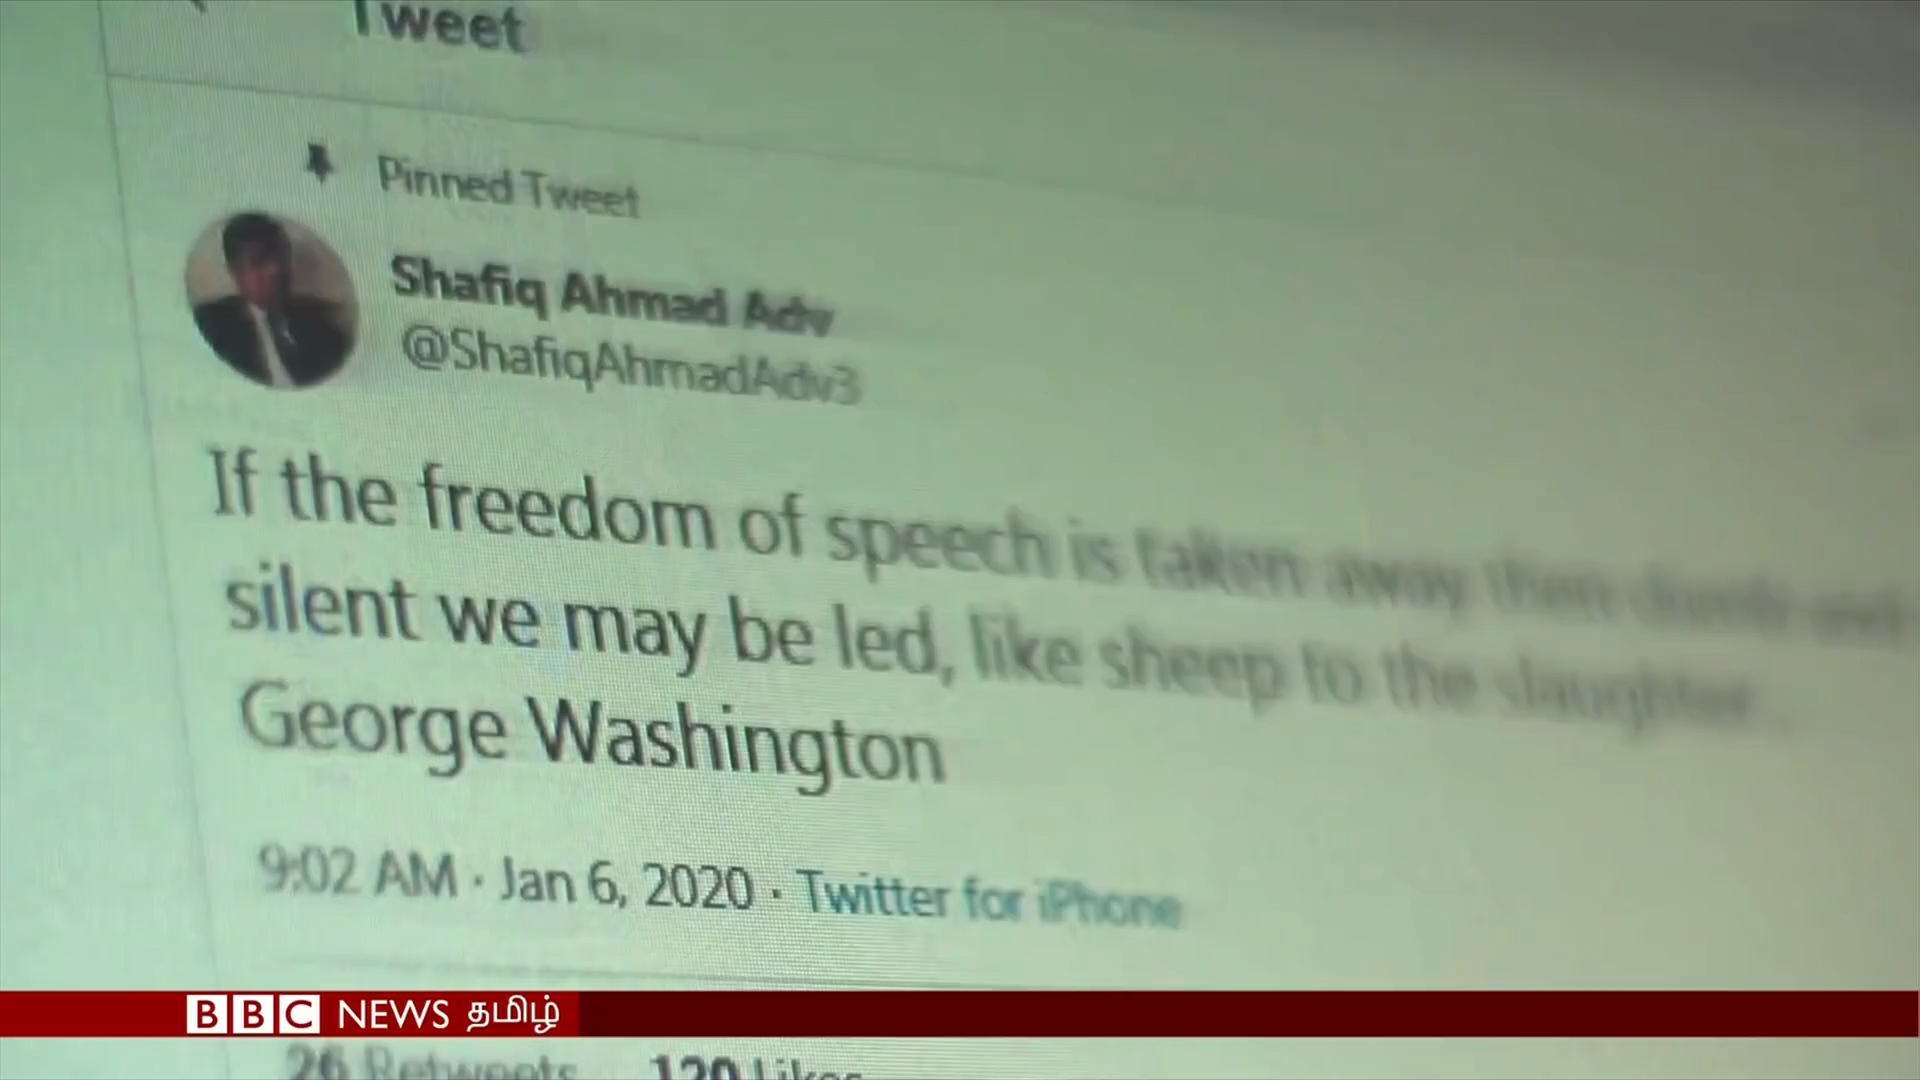 Tweet
Pinned Tweet
Shafiq Ahmad Adv
@ShafiqAhmadAdv3
If the freedom of speech is taken away then dumb and
silent we may be led, like sheep to the slaughter.
George Washington
9:02 AM · Jan 6, 2020 · Twitter for iPhone
BBC NEWS தமிழ்
26 Retweets 120 Likes